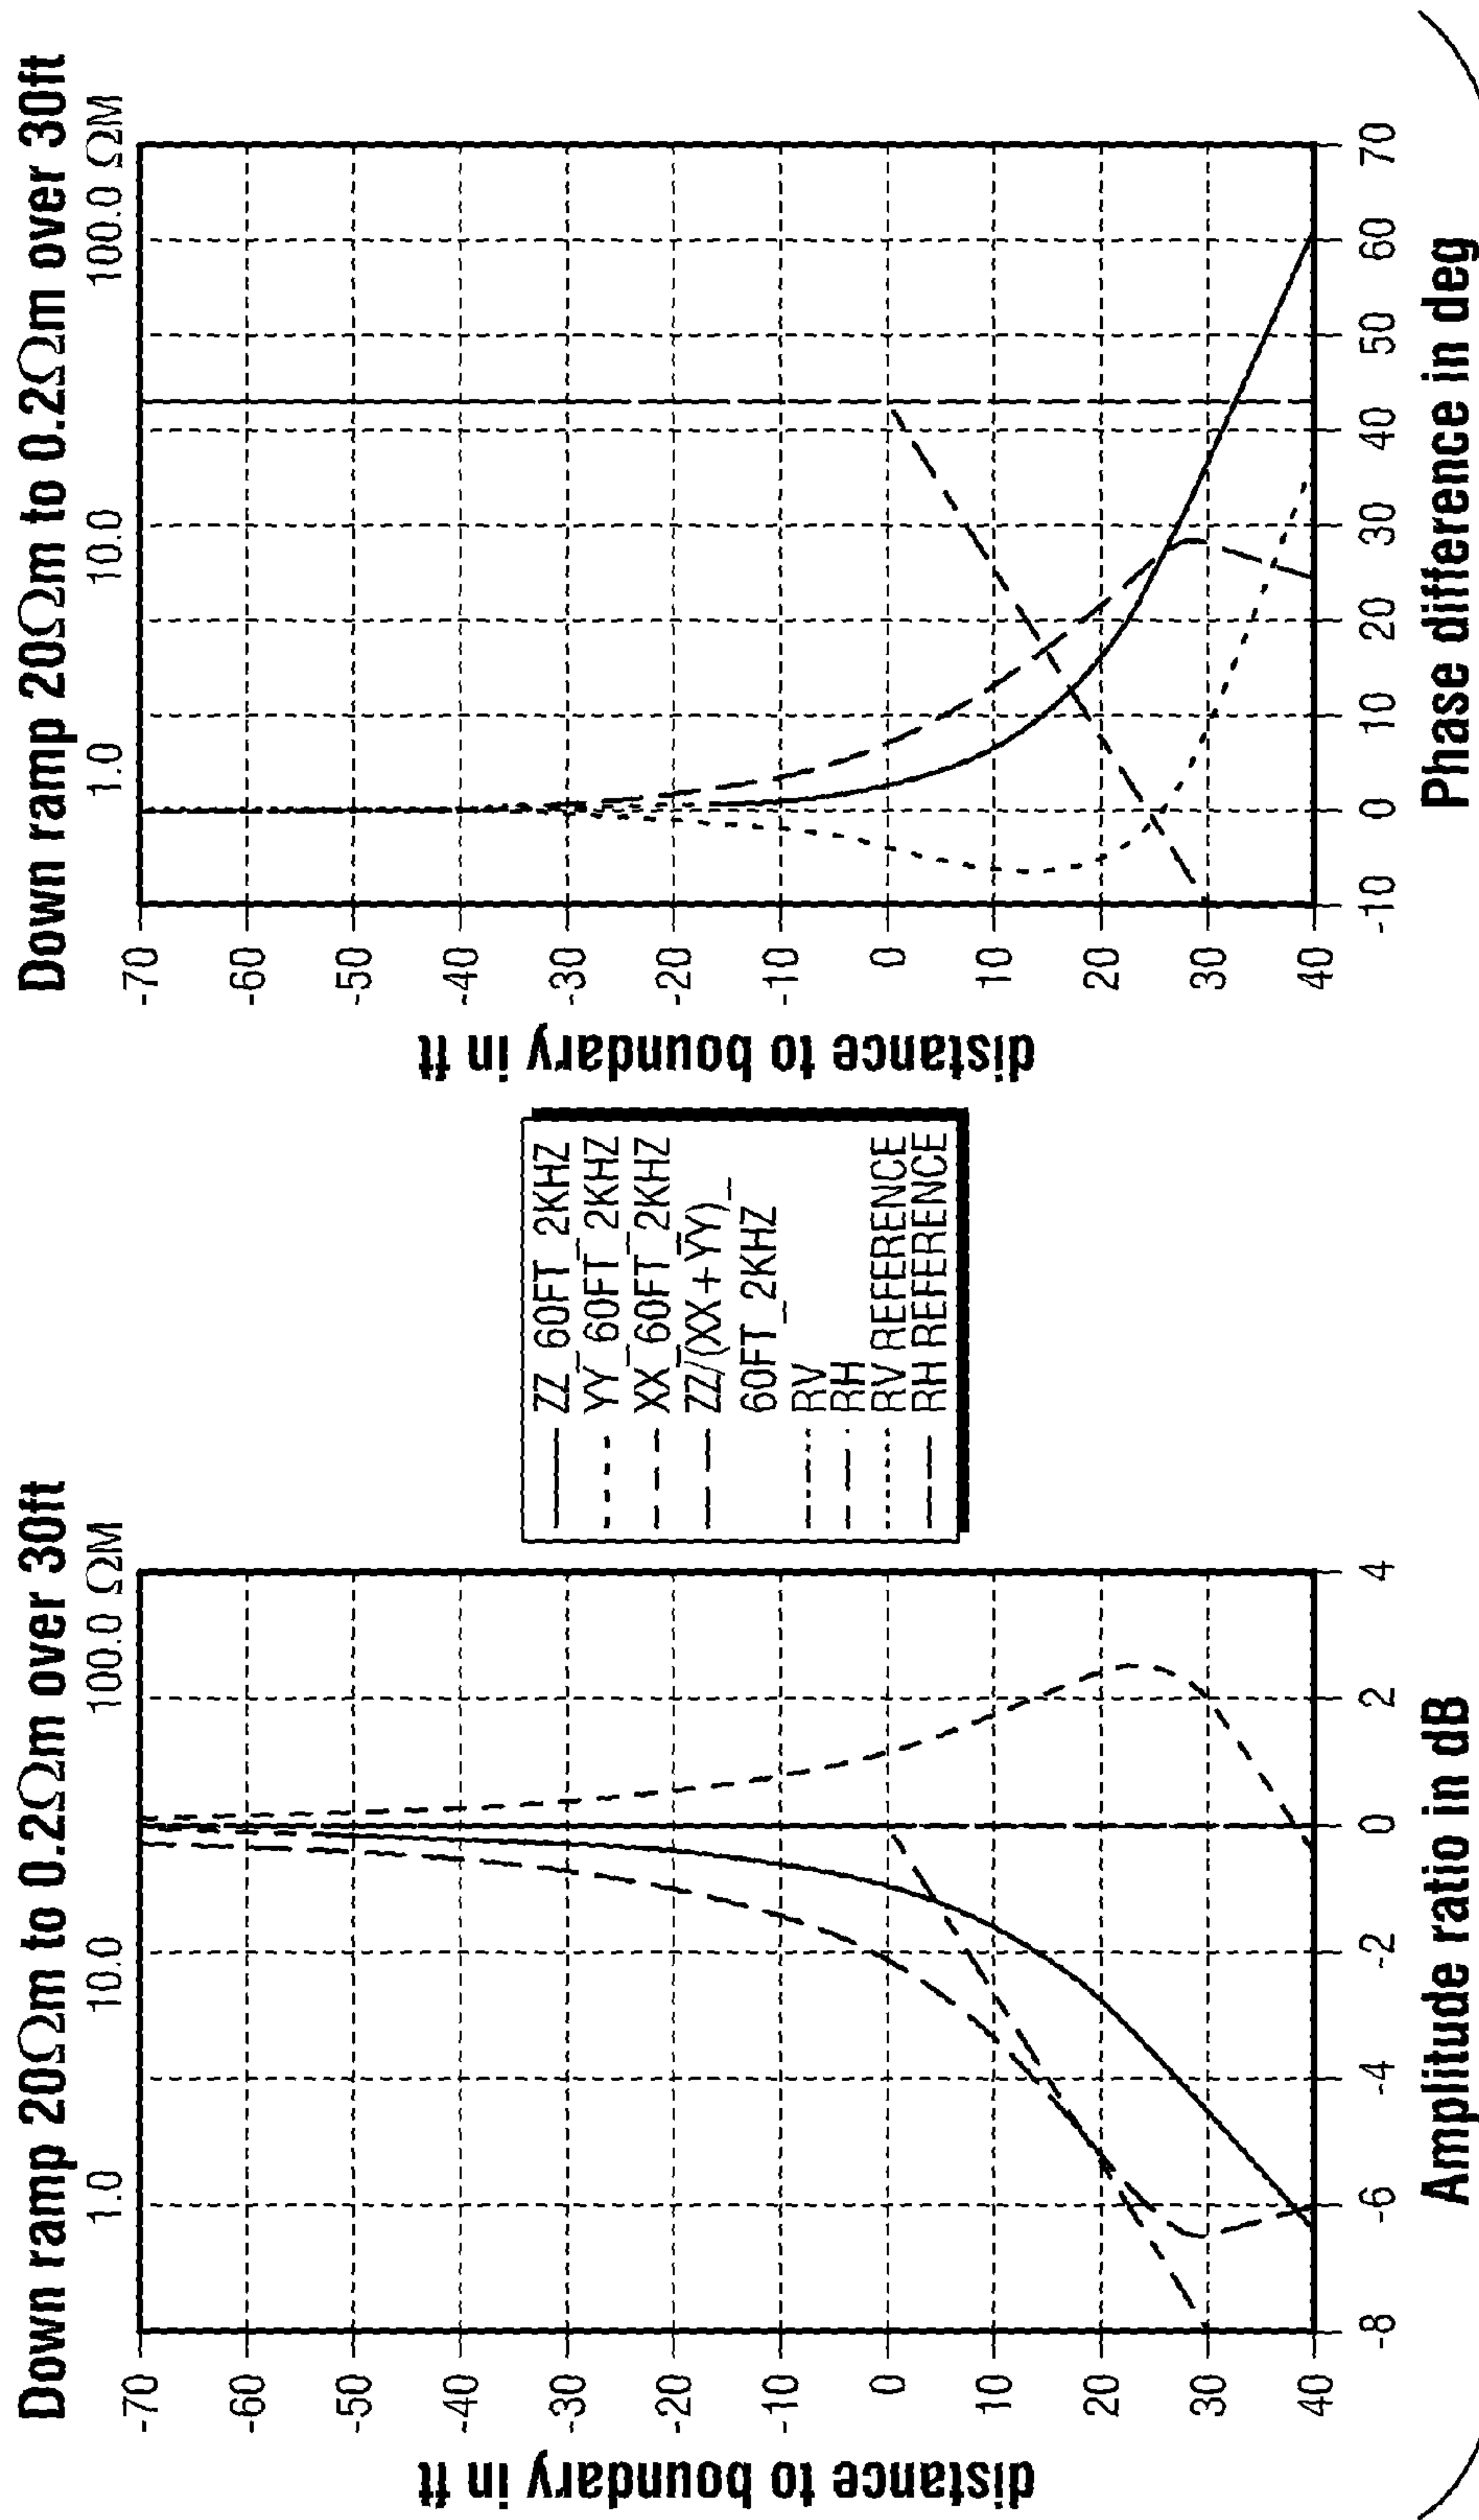 Down ramp 20Ωm to 0.2Ωm over 30ft
1.0 10.0 100.0 ΩM
distance to boundary in ft
-70
-60
-50
-40
-30
-20
-10
0
10
20
30
40
-8 -6 -4 -2 0 2 4
Amplitude ratio in dB
ZZ_60FT_2KHZ
YY_60FT_2KHZ
XX_60FT_2KHZ
ZZ/(XX+YY)_
60FT_2KHZ
RV
RH
RV REFERENCE
RH REFERENCE
Down ramp 20Ωm to 0.2Ωm over 30ft
1.0 10.0 100.0 ΩM
distance to boundary in ft
-70
-60
-50
-40
-30
-20
-10
0
10
20
30
40
-10 0 10 20 30 40 50 60 70
Phase difference in deg